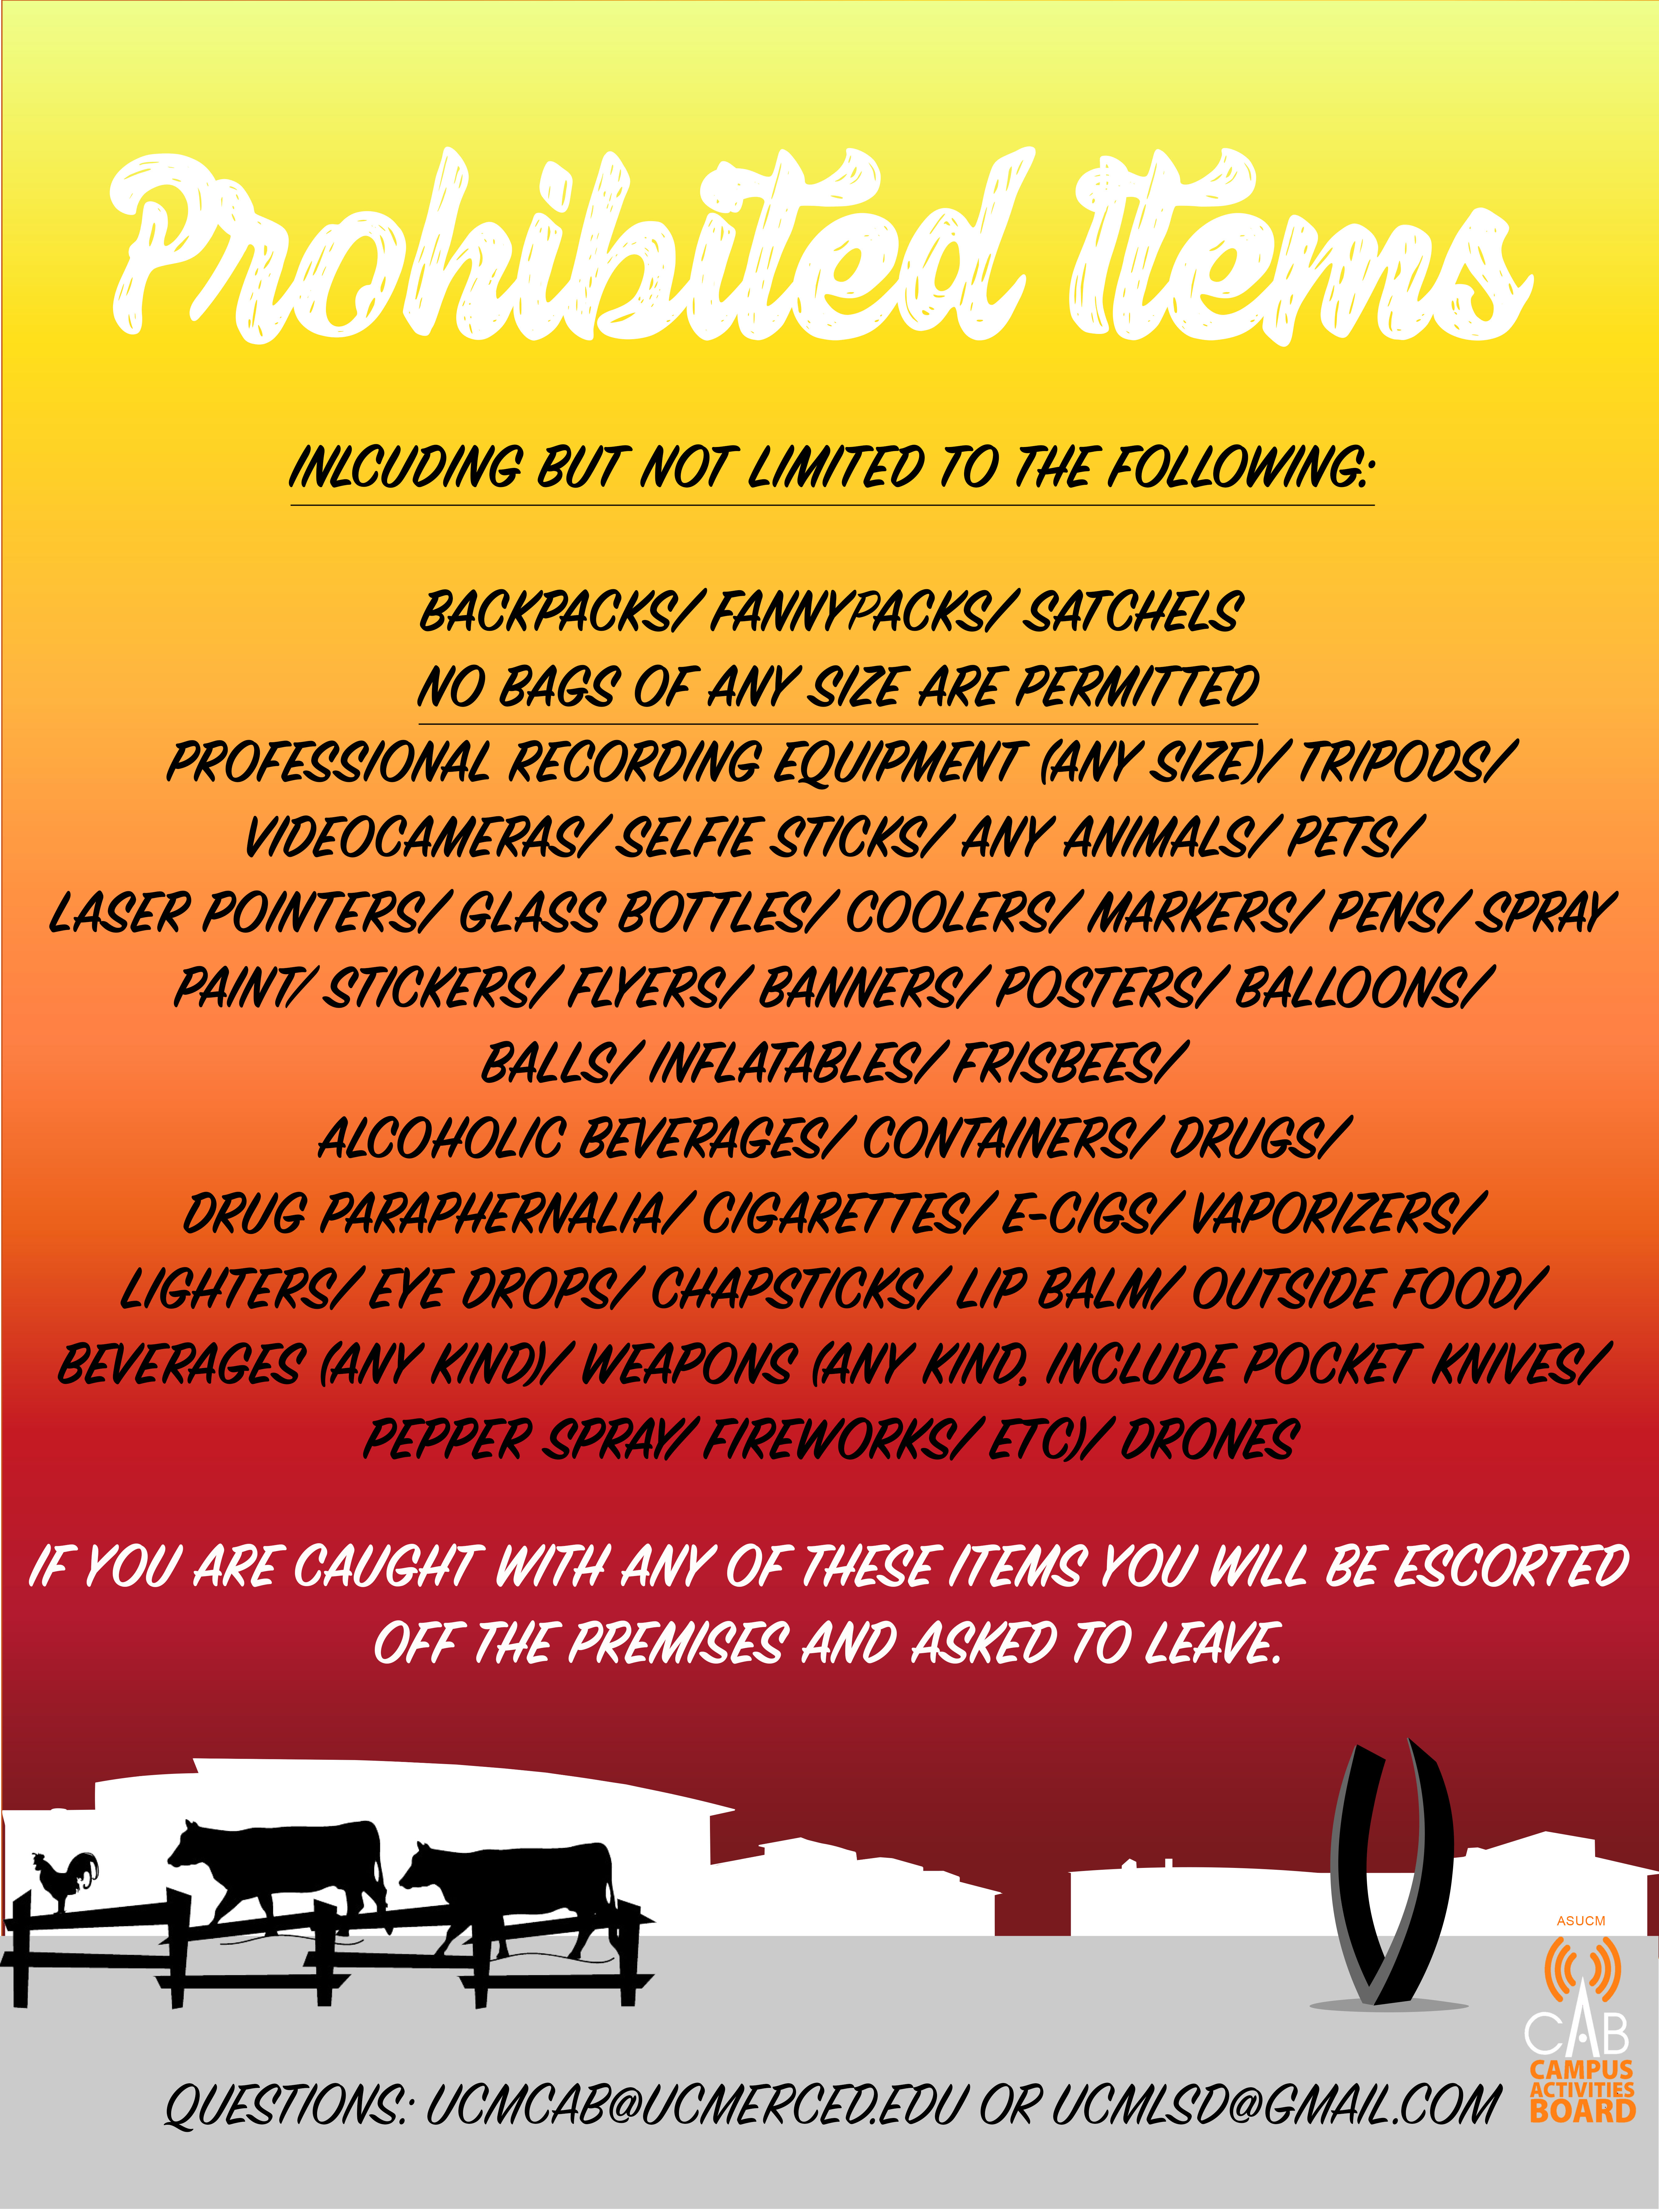 Prohibited Items
INLCUDING BUT NOT LIMITED TO THE FOLLOWING:
BACKPACKS/ FANNYPACKS/ SATCHELS
NO BAGS OF ANY SIZE ARE PERMITTED
PROFESSIONAL RECORDING EQUIPMENT (ANY SIZE)/ TRIPODS/
VIDEOCAMERAS/ SELFIE STICKS/ ANY ANIMALS/ PETS/
LASER POINTERS/ GLASS BOTTLES/ COOLERS/ MARKERS/ PENS/ SPRAY
PAINT/ STICKERS/ FLYERS/ BANNERS/ POSTERS/ BALLOONS/
BALLS/ INFLATABLES/ FRISBEES/
ALCOHOLIC BEVERAGES/ CONTAINERS/ DRUGS/
DRUG PARAPHERNALIA/ CIGARETTES/ E-CIGS/ VAPORIZERS/
LIGHTERS/ EYE DROPS/ CHAPSTICKS/ LIP BALM/ OUTSIDE FOOD/
BEVERAGES (ANY KIND)/ WEAPONS (ANY KIND, INCLUDE POCKET KNIVES/
PEPPER SPRAY/ FIREWORKS/ ETC)/ DRONES
IF YOU ARE CAUGHT WITH ANY OF THESE ITEMS YOU WILL BE ESCORTED
OFF THE PREMISES AND ASKED TO LEAVE.
ASUCM
CAB
CAMPUS
ACTIVITIES
BOARD
QUESTIONS: UCMCAB@UCMERCED.EDU OR UCMLSD@GMAIL.COM